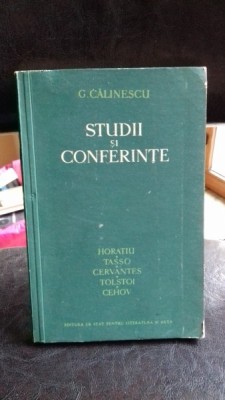 G. CĂLINESCU
STUDII
ȘI
CONFERINȚE
HORAȚIU
TASSO
CERVANTES
TOLSTOI
CEHOV
EDITURA DE STAT PENTRU LITERATURĂ ȘI ARTĂ